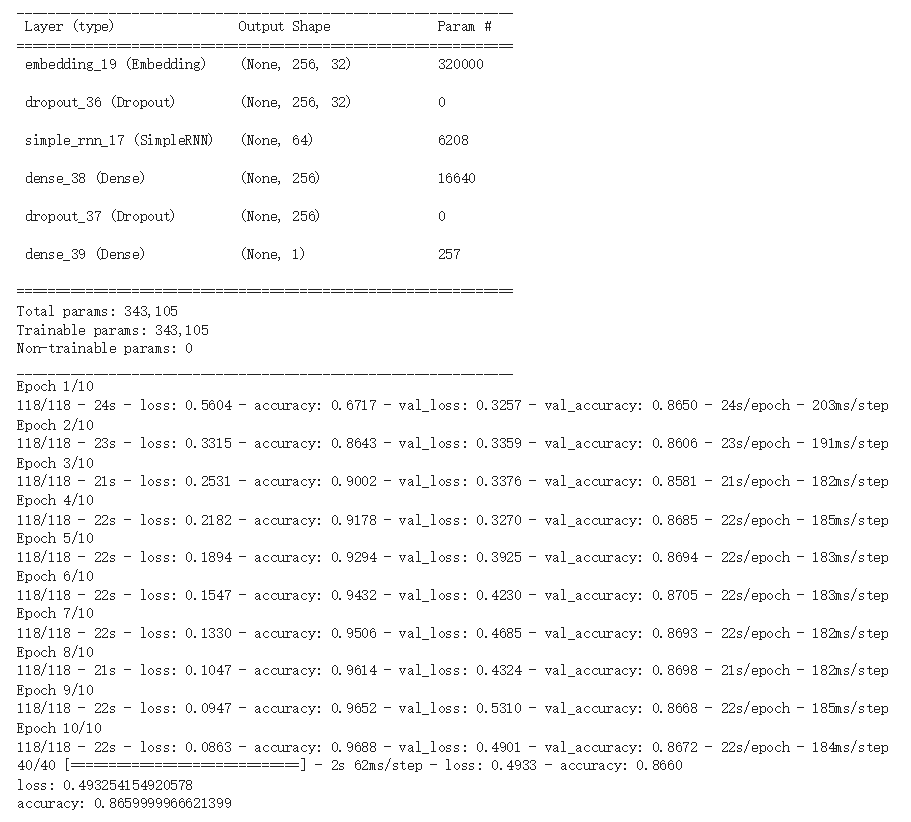 Layer (type) Output Shape Param #
embedding_19 (Embedding) (None, 256, 32) 320000
dropout_36 (Dropout) (None, 256, 32) 0
simple_rnn_17 (SimpleRNN) (None, 64) 6208
dense_38 (Dense) (None, 256) 16640
dropout_37 (Dropout) (None, 256) 0
dense_39 (Dense) (None, 1) 257
Total params: 343,105
Trainable params: 343,105
Non-trainable params: 0
Epoch 1/10
118/118 - 24s - loss: 0.5604 - accuracy: 0.6717 - val_loss: 0.3257 - val_accuracy: 0.8650 - 24s/epoch - 203ms/step
Epoch 2/10
118/118 - 23s - loss: 0.3315 - accuracy: 0.8643 - val_loss: 0.3359 - val_accuracy: 0.8606 - 23s/epoch - 191ms/step
Epoch 3/10
118/118 - 21s - loss: 0.2531 - accuracy: 0.9002 - val_loss: 0.3376 - val_accuracy: 0.8581 - 21s/epoch - 182ms/step
Epoch 4/10
118/118 - 22s - loss: 0.2182 - accuracy: 0.9178 - val_loss: 0.3270 - val_accuracy: 0.8685 - 22s/epoch - 185ms/step
Epoch 5/10
118/118 - 22s - loss: 0.1894 - accuracy: 0.9294 - val_loss: 0.3925 - val_accuracy: 0.8694 - 22s/epoch - 183ms/step
Epoch 6/10
118/118 - 22s - loss: 0.1547 - accuracy: 0.9432 - val_loss: 0.4230 - val_accuracy: 0.8705 - 22s/epoch - 183ms/step
Epoch 7/10
118/118 - 22s - loss: 0.1330 - accuracy: 0.9506 - val_loss: 0.4685 - val_accuracy: 0.8693 - 22s/epoch - 182ms/step
Epoch 8/10
118/118 - 21s - loss: 0.1047 - accuracy: 0.9614 - val_loss: 0.4324 - val_accuracy: 0.8698 - 21s/epoch - 182ms/step
Epoch 9/10
118/118 - 22s - loss: 0.0947 - accuracy: 0.9652 - val_loss: 0.5310 - val_accuracy: 0.8668 - 22s/epoch - 185ms/step
Epoch 10/10
118/118 - 22s - loss: 0.0863 - accuracy: 0.9688 - val_loss: 0.4901 - val_accuracy: 0.8672 - 22s/epoch - 184ms/step
40/40 [==============================] - 2s 62ms/step - loss: 0.4933 - accuracy: 0.8660
loss: 0.493254154920578
accuracy: 0.8659999966621399